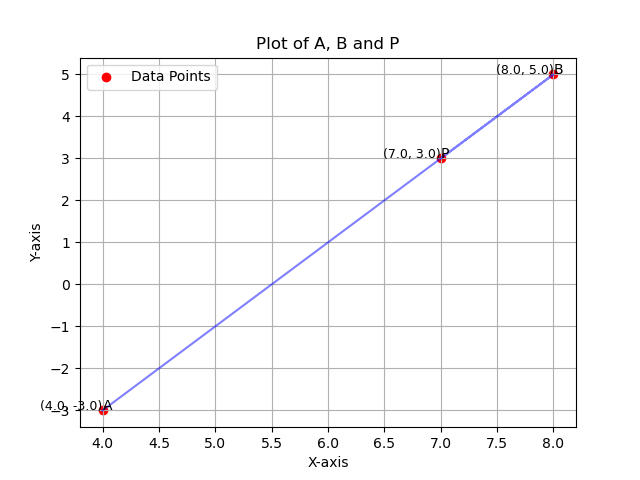 Plot of A, B and P
Data Points
(8.0, 5.0)B
(7.0, 3.0)P
(4.0, -3.0)A
5
4
3
2
1
0
−1
−2
−3
Y-axis
4.0 4.5 5.0 5.5 6.0 6.5 7.0 7.5 8.0
X-axis